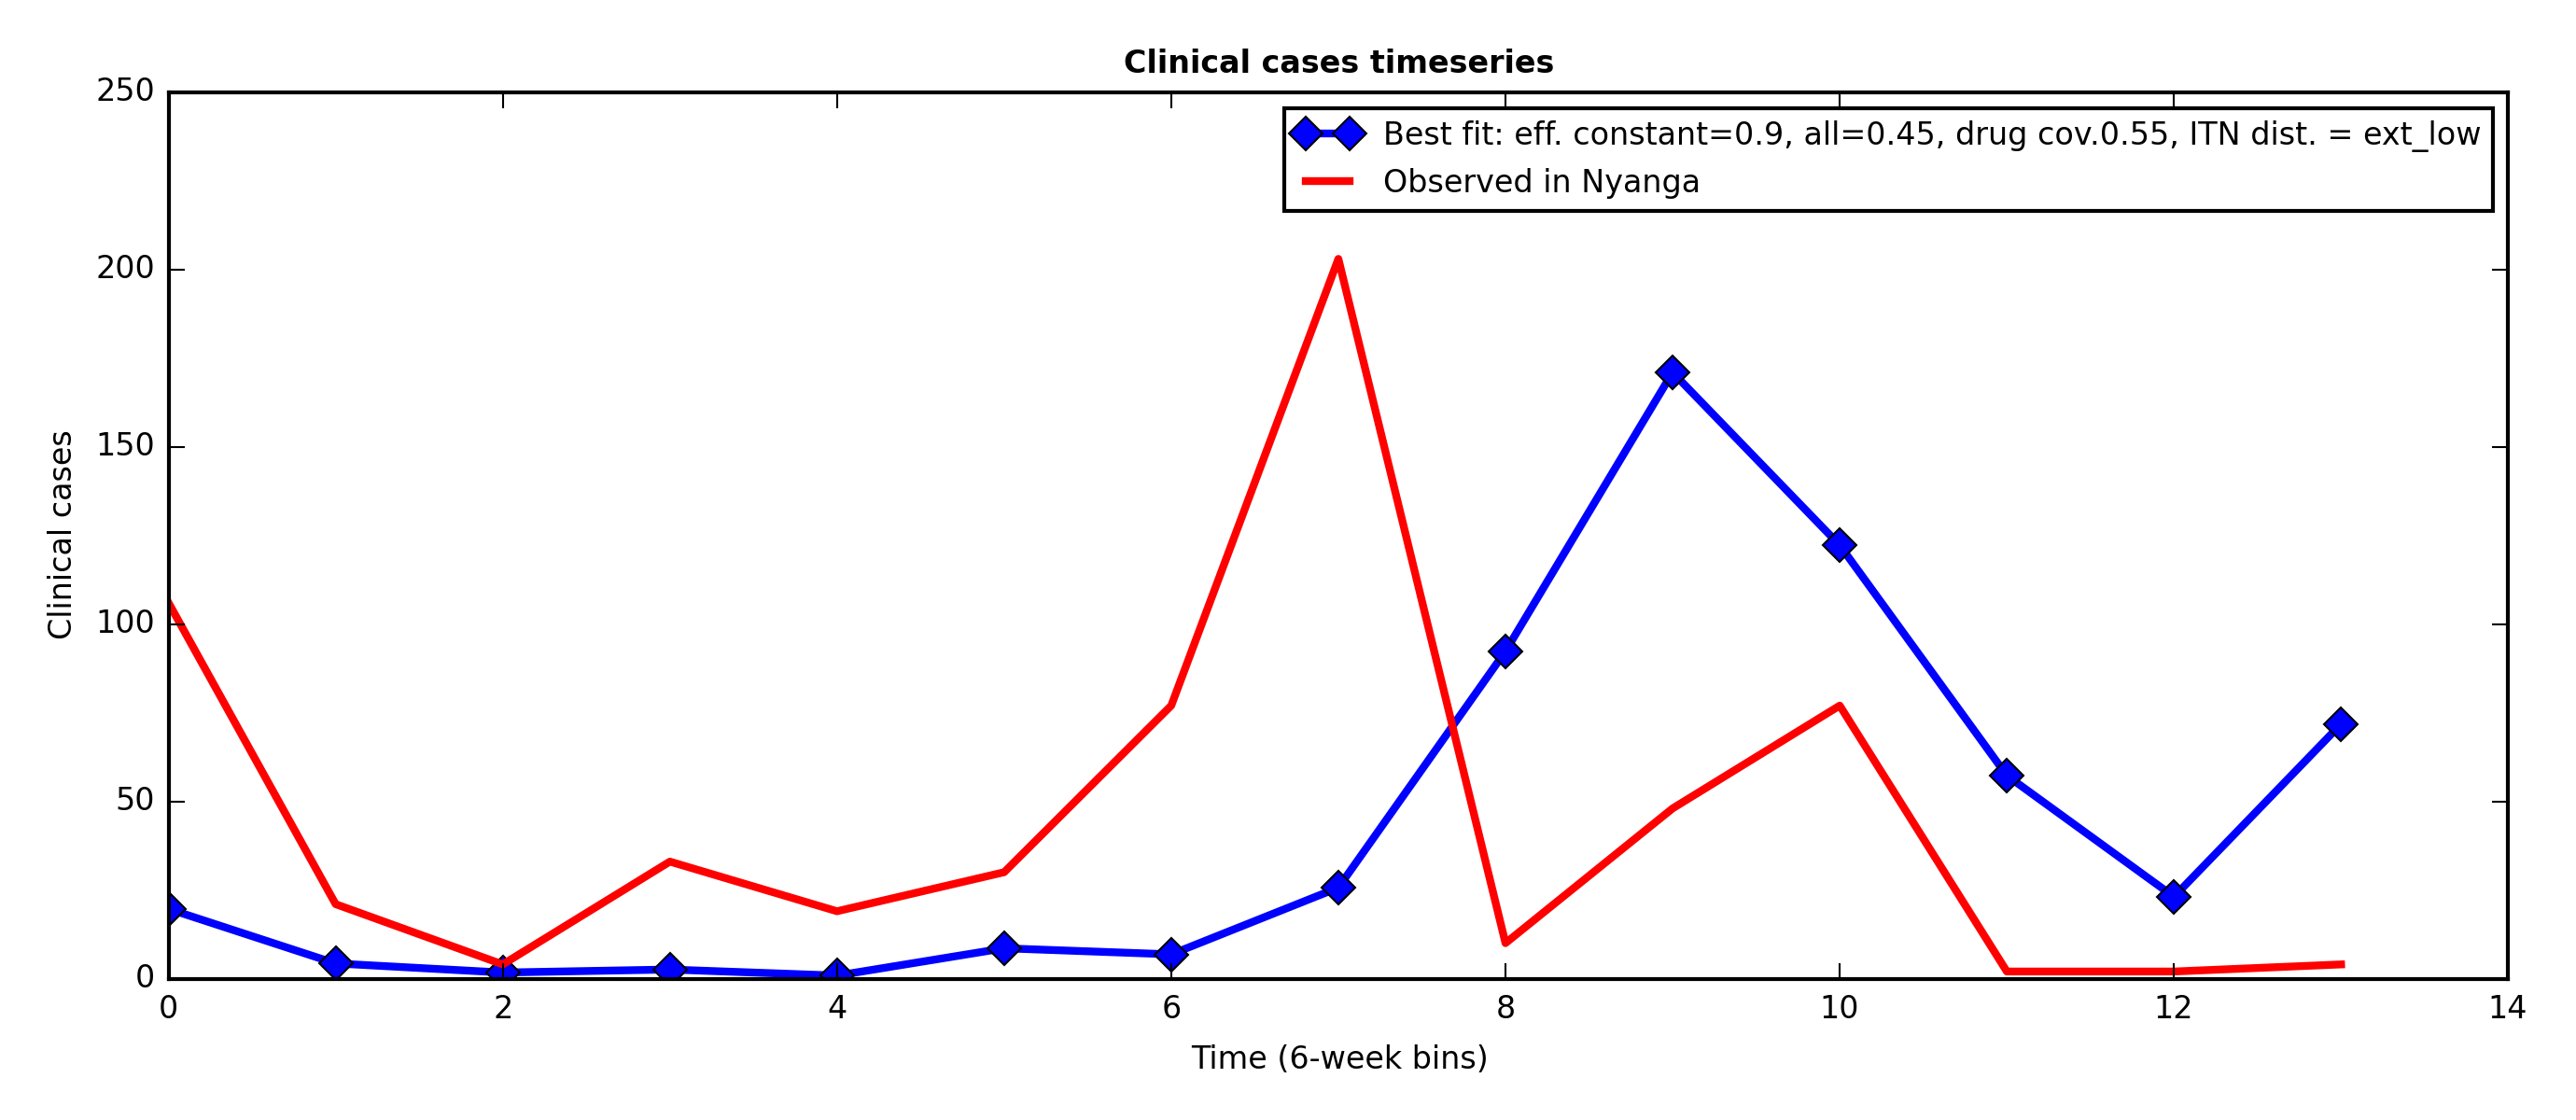 Clinical cases timeseries
250
200
150
100
50
0
Clinical cases
Best fit: eff. constant=0.9, all=0.45, drug cov.0.55, ITN dist. = ext_low
Observed in Nyanga
0 2 4 6 8 10 12 14
Time (6-week bins)